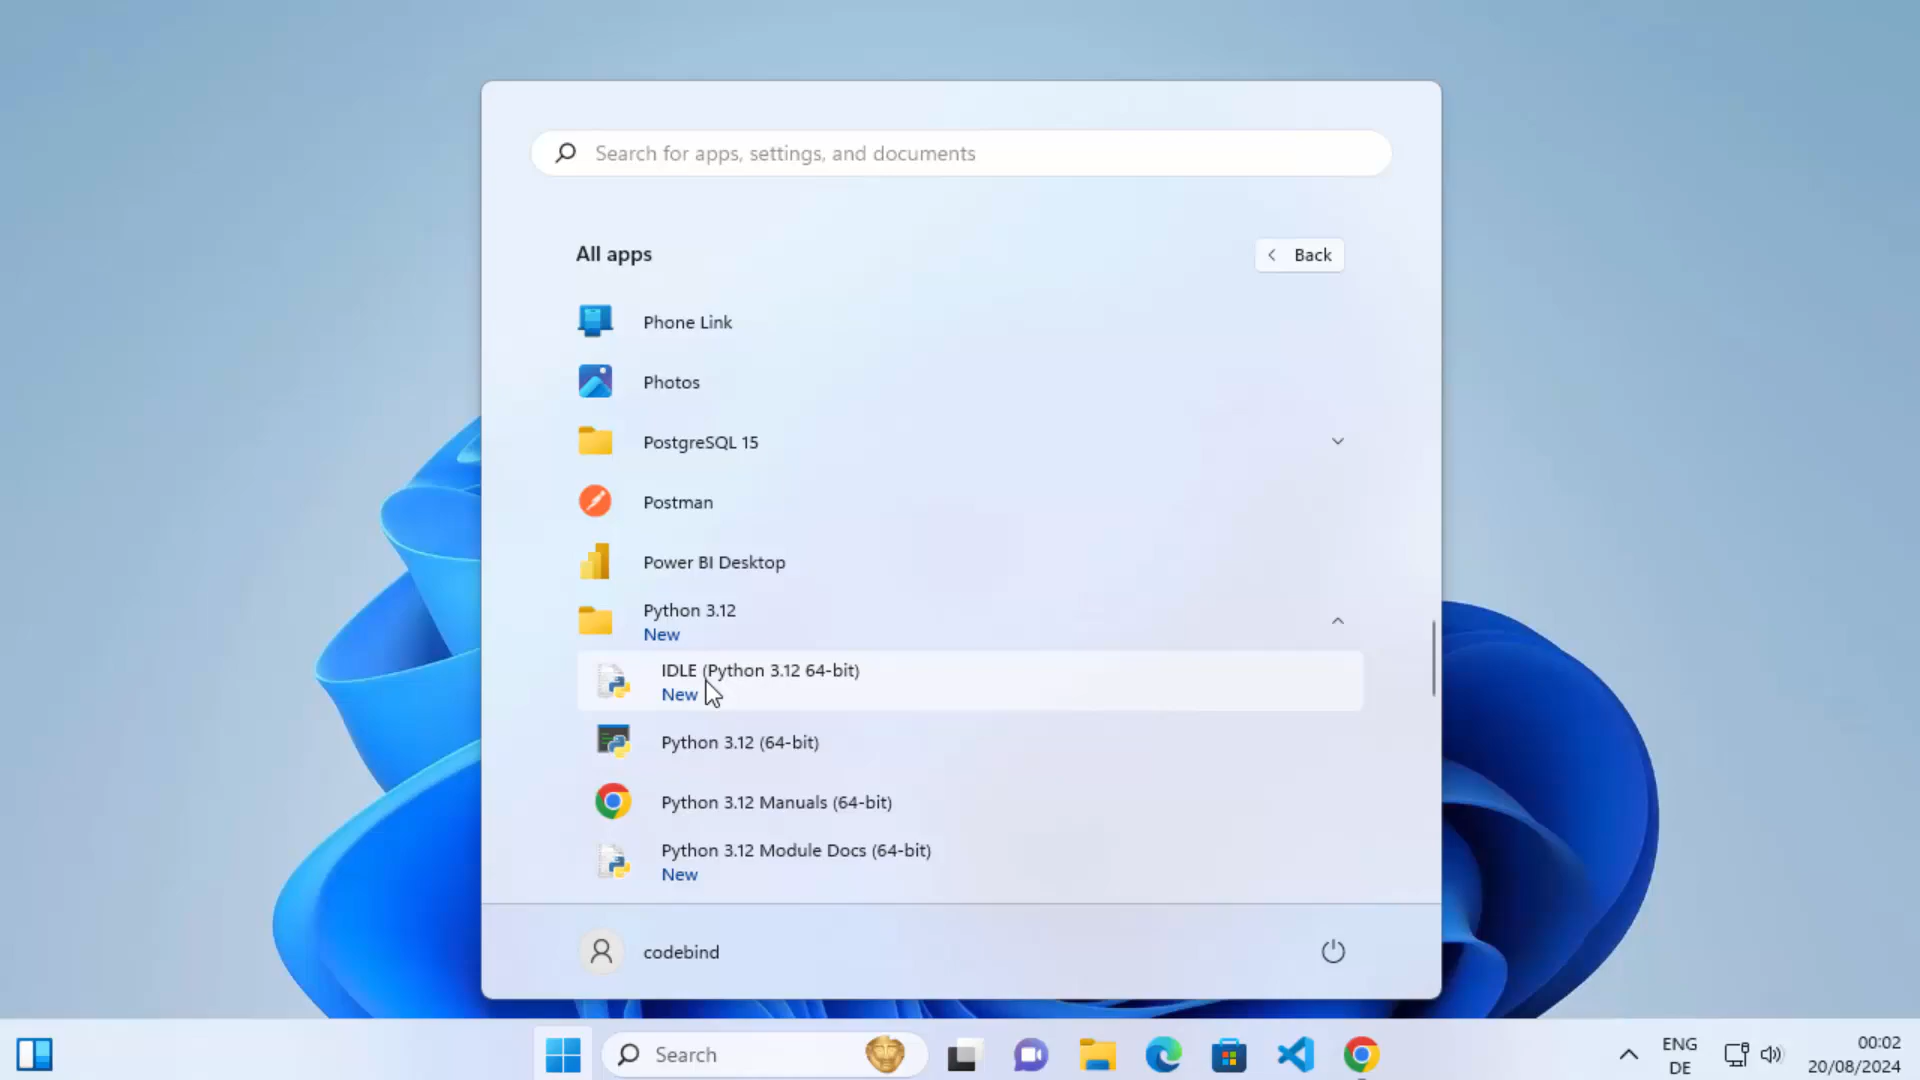 Search for apps, settings, and documents
All apps
Back
Phone Link
Photos
PostgreSQL 15
Postman
Power BI Desktop
Python 3.12
New
IDLE (Python 3.12 64-bit)
New
Python 3.12 (64-bit)
Python 3.12 Manuals (64-bit)
Python 3.12 Module Docs (64-bit)
New
codebind
Search
ENG
DE
00:02
20/08/2024